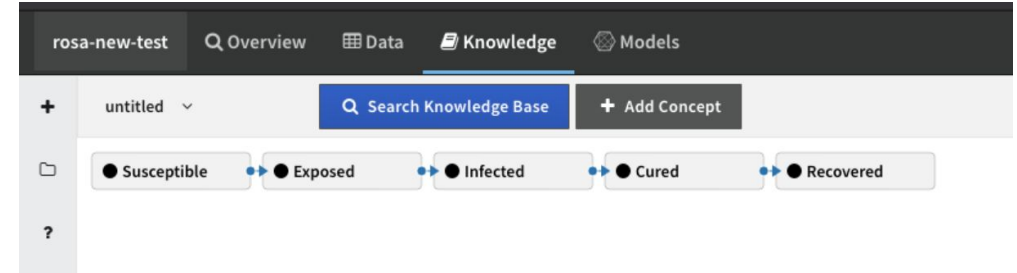 rosa-new-test Overview Data Knowledge Models
+ untitled Search Knowledge Base + Add Concept
Susceptible Exposed Infected Cured Recovered
?